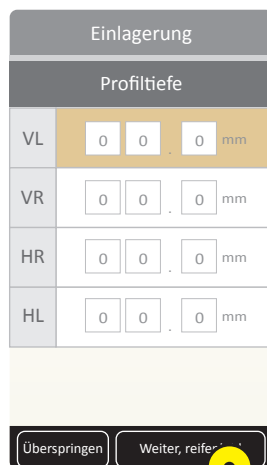 Einlagerung
Profiltiefe
VL 0 0 . 0 mm
VR 0 0 . 0 mm
HR 0 0 . 0 mm
HL 0 0 . 0 mm
Überspringen Weiter,